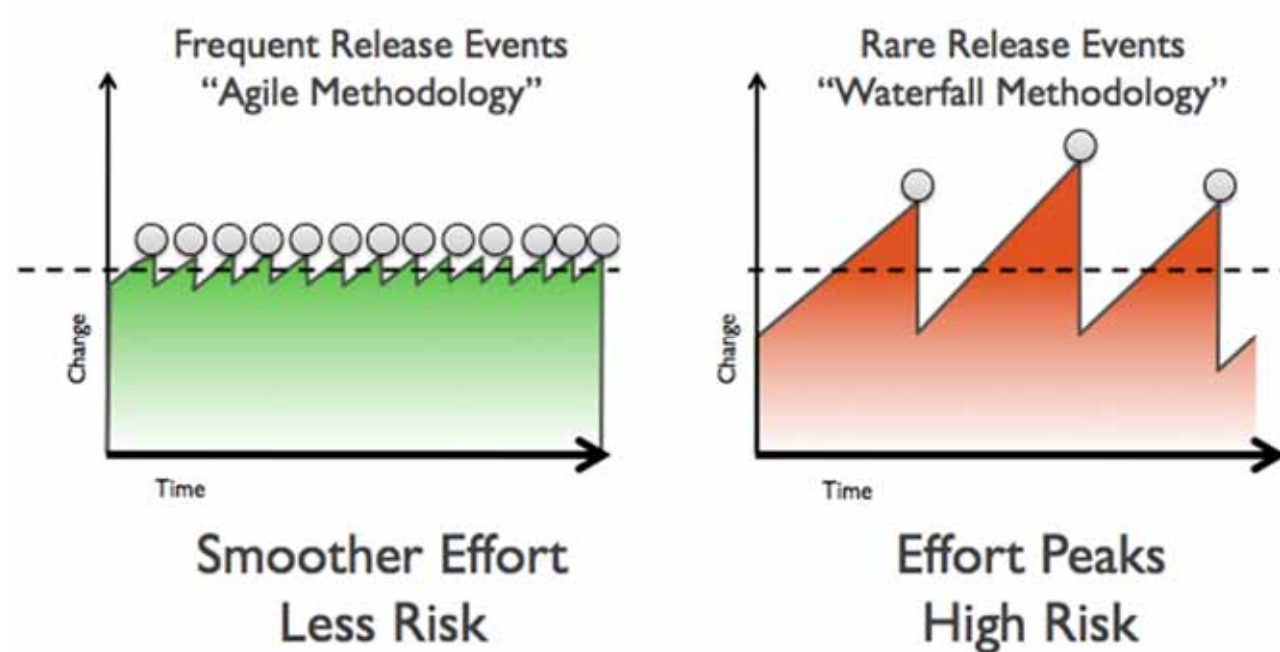 Frequent Release Events
“Agile Methodology”
Change
Time
Smoother Effort
Less Risk
Rare Release Events
“Waterfall Methodology”
Change
Time
Effort Peaks
High Risk